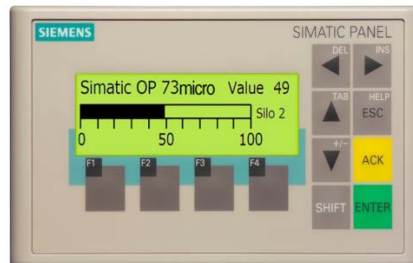 SIEMENS
SIMATIC PANEL
Simatic OP 73micro Value 49
Silo 2
0 50 100
F1 F2 F3 F4
DEL INS
TAB HELP
ESC
+/-
ACK
SHIFT ENTER